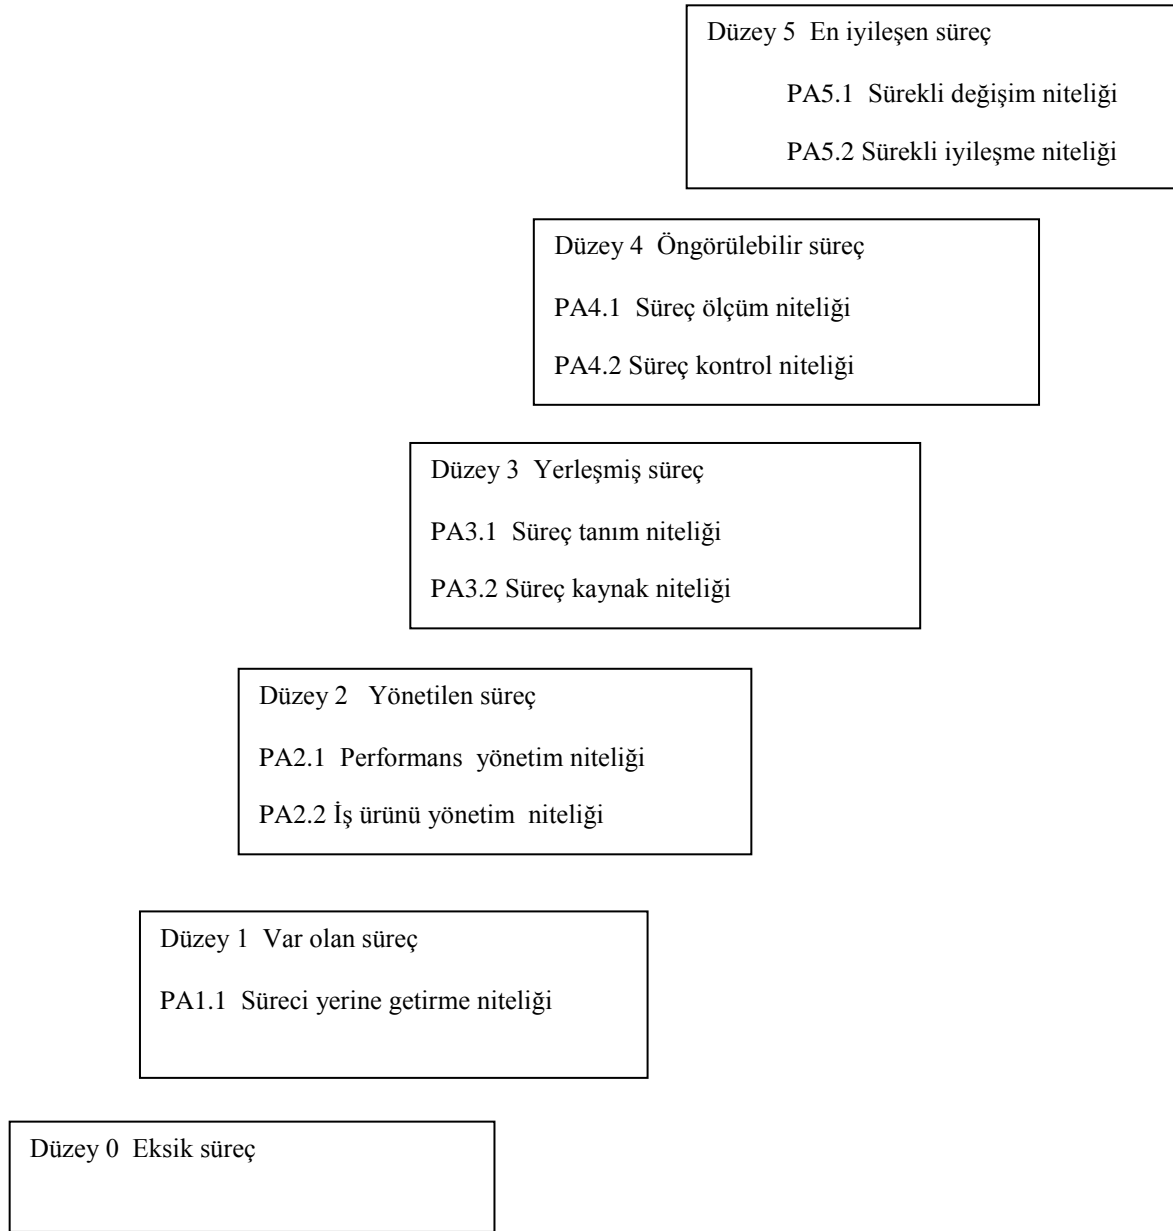 Düzey 5 En iyileşen süreç
PA5.1 Sürekli değişim niteliği
PA5.2 Sürekli iyileşme niteliği
Düzey 4 Öngörülebilir süreç
PA4.1 Süreç ölçüm niteliği
PA4.2 Süreç kontrol niteliği
Düzey 3 Yerleşmiş süreç
PA3.1 Süreç tanım niteliği
PA3.2 Süreç kaynak niteliği
Düzey 2 Yönetilen süreç
PA2.1 Performans yönetim niteliği
PA2.2 İş ürünü yönetim niteliği
Düzey 1 Var olan süreç
PA1.1 Süreci yerine getirme niteliği
Düzey 0 Eksik süreç